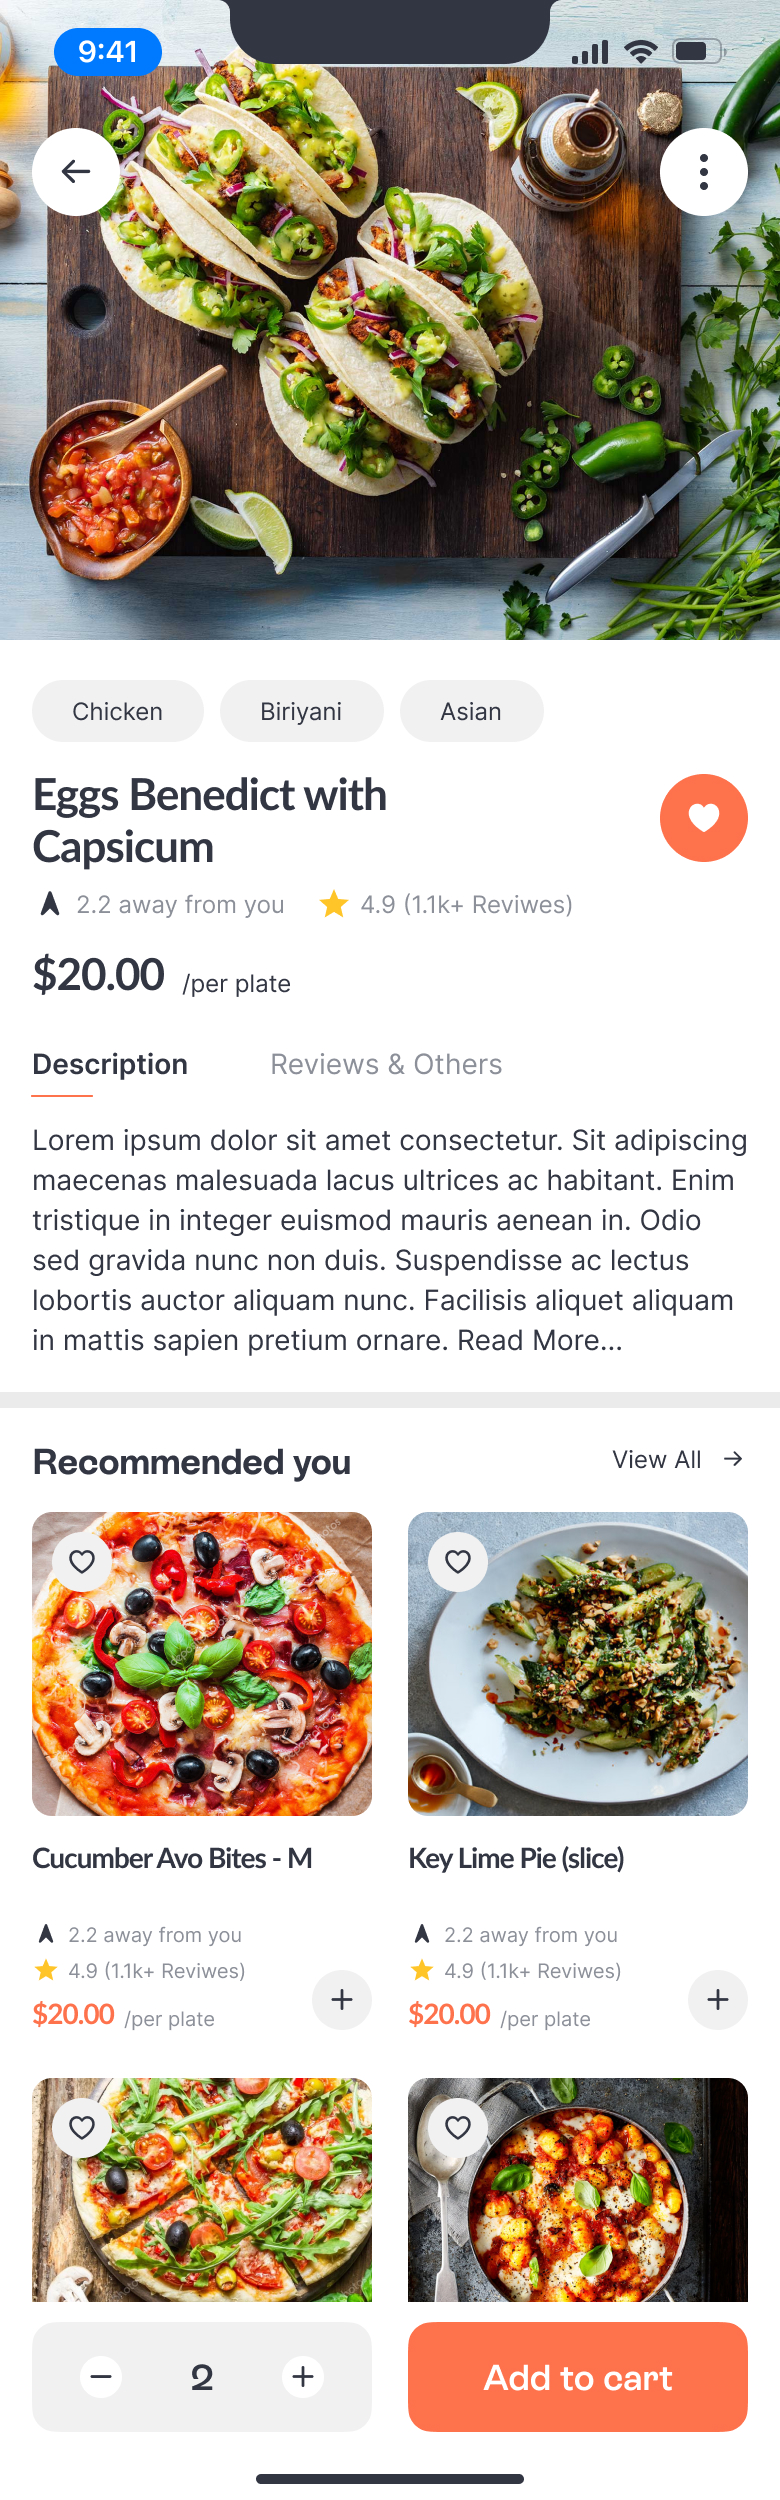 9:41
Chicken
Biriyani
Asian
Eggs Benedict with
Capsicum
2.2 away from you
4.9 (1.1k+ Reviwes)
$20.00 /per plate
Description
Reviews & Others
Lorem ipsum dolor sit amet consectetur. Sit adipiscing
maecenas malesuada lacus ultrices ac habitant. Enim
tristique in integer euismod mauris aenean in. Odio
sed gravida nunc non duis. Suspendisse ac lectus
lobortis auctor aliquam nunc. Facilisis aliquet aliquam
in mattis sapien pretium ornare. Read More...
Recommended you
View All
Cucumber Avo Bites - M
2.2 away from you
4.9 (1.1k+ Reviwes)
$20.00 /per plate
Key Lime Pie (slice)
2.2 away from you
4.9 (1.1k+ Reviwes)
$20.00 /per plate
2
Add to cart